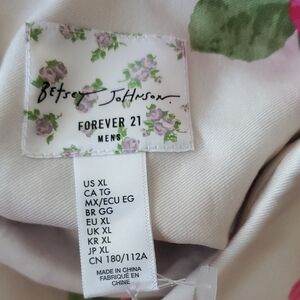 Betsey Johnson.
FOREVER 21
MENS
US XL
CA TG
MX/ECU EG
BR GG
EU XL
UK XL
KR XL
JP XL
CN 180/112A
MADE IN CHINA
FABRIQUÉ EN
CHINE